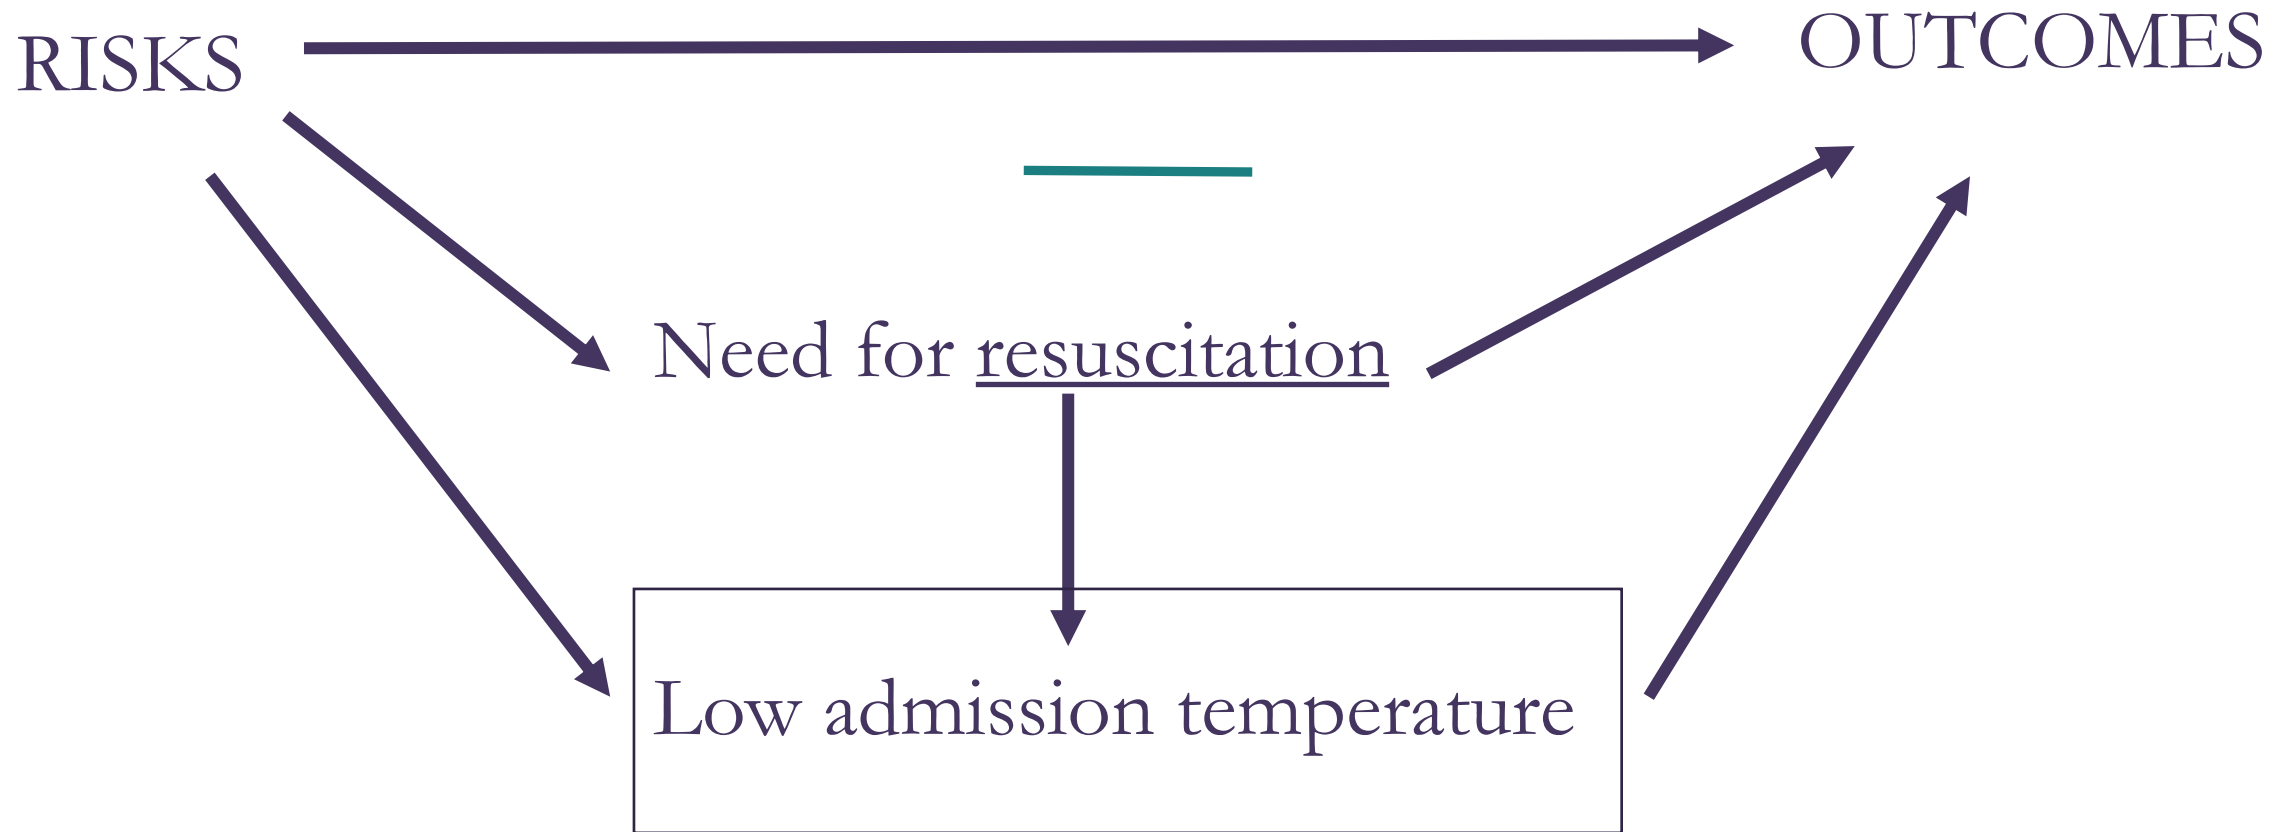 RISKS
OUTCOMES
Need for resuscitation
Low admission temperature